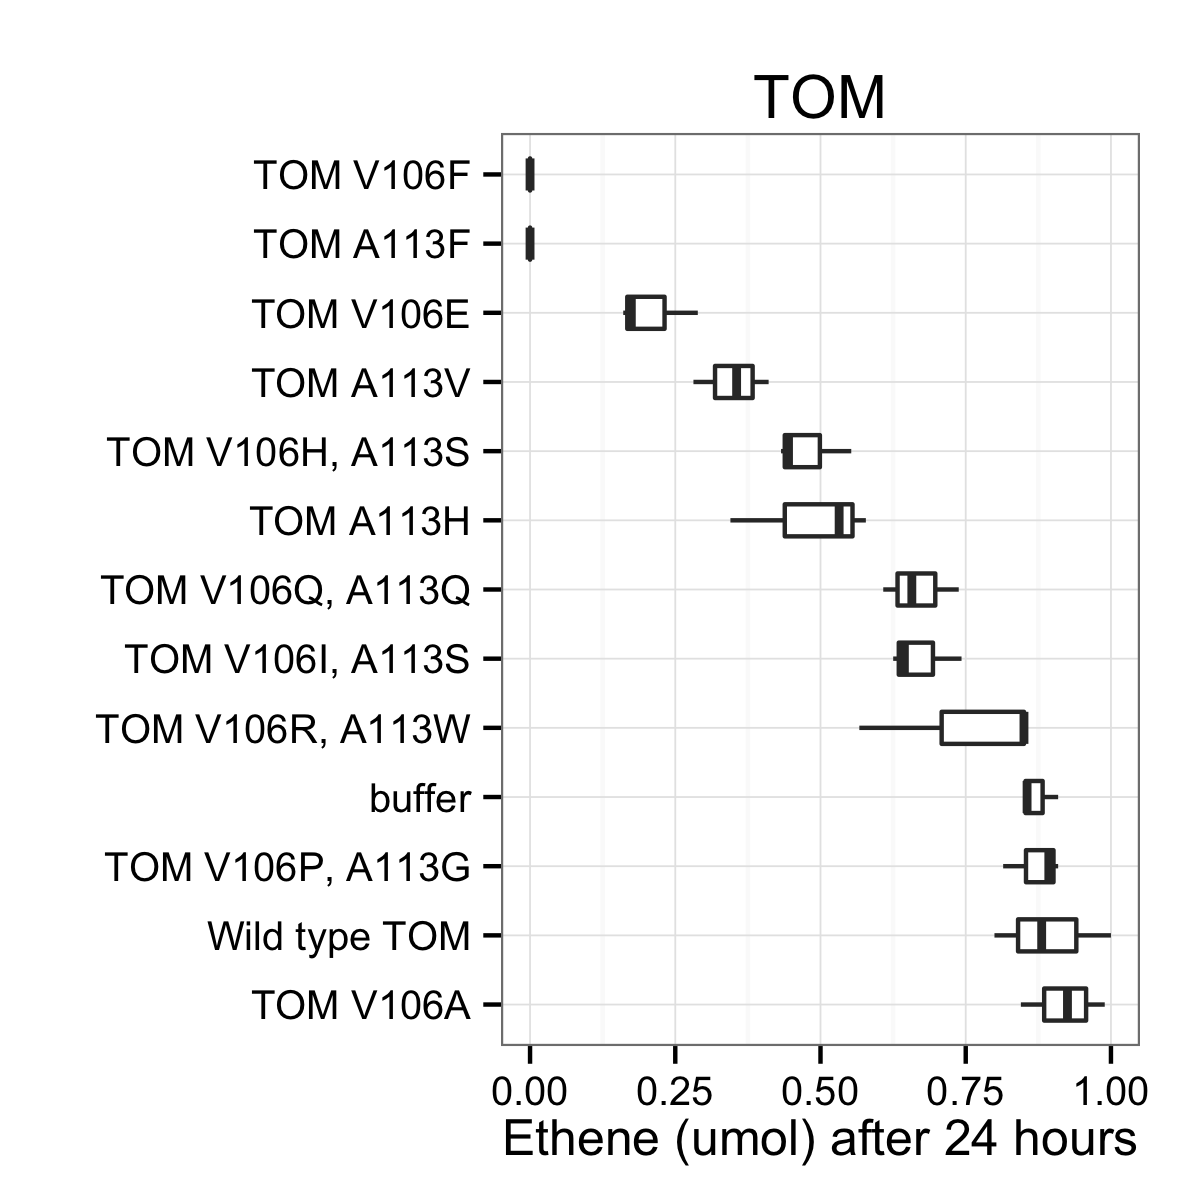 TOM
TOM V106F
TOM A113F
TOM V106E
TOM A113V
TOM V106H, A113S
TOM A113H
TOM V106Q, A113Q
TOM V106I, A113S
TOM V106R, A113W
buffer
TOM V106P, A113G
Wild type TOM
TOM V106A
0.00 0.25 0.50 0.75 1.00
Ethene (umol) after 24 hours